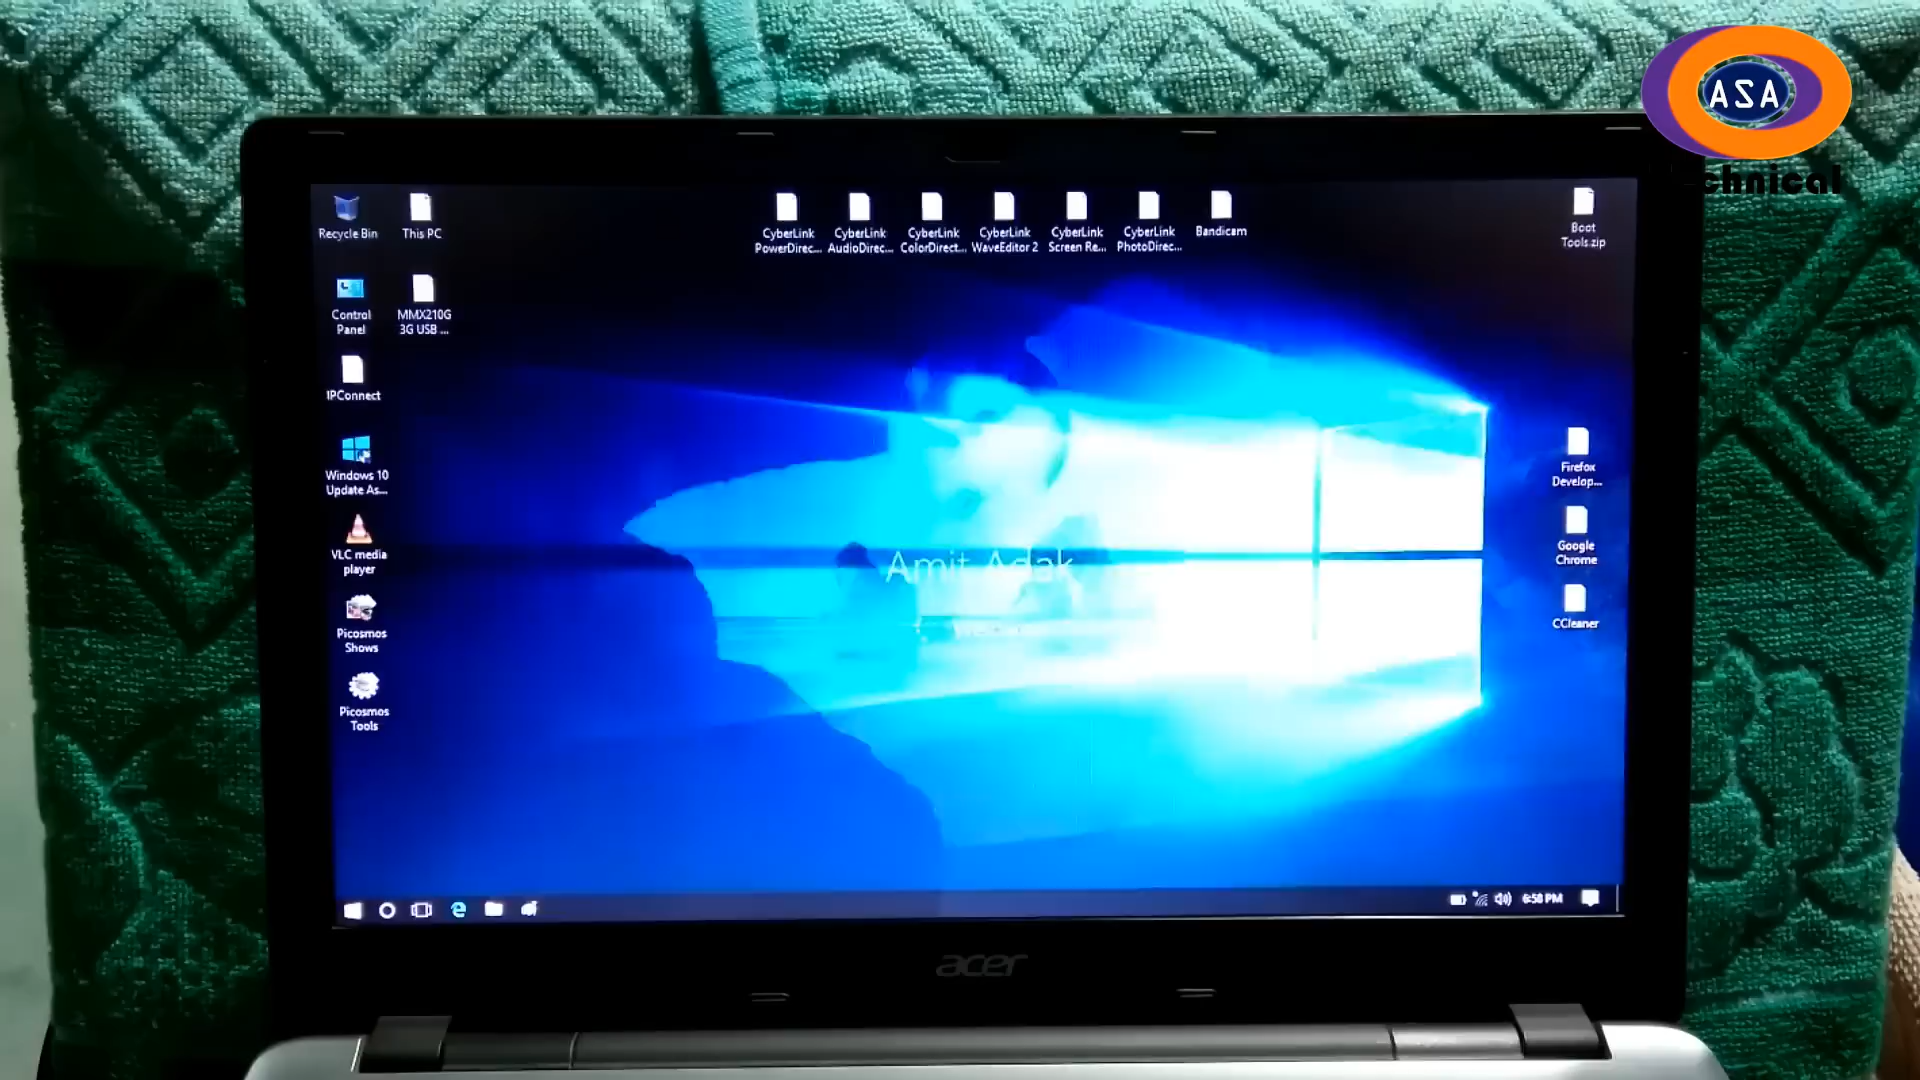 ASA
chnical
Recycle Bin
This PC
CyberLink
PowerDirec...
CyberLink
AudioDirec...
CyberLink
ColorDirect...
CyberLink
WaveEditor 2
CyberLink
Screen Re...
CyberLink
PhotoDirec...
Bandicam
Boot
Tools.zip
Control
Panel
MMX210G
3G USB ...
IPConnect
Windows 10
Update As...
VLC media
player
Picosmos
Shows
Picosmos
Tools
Firefox
Develop...
Google
Chrome
CCleaner
Amit Adak
6:58 PM
acer